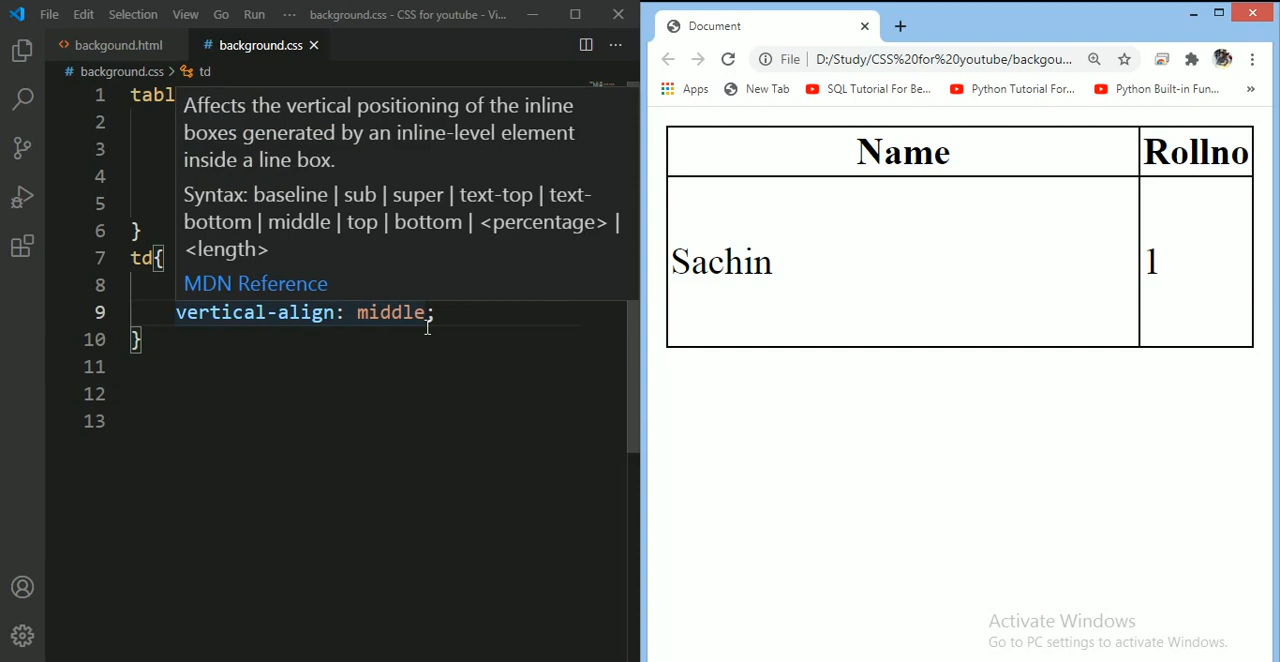 File Edit Selection View Go Run ··· background.css - CSS for youtube - Vi...
backgound.html
# background.css
# background.css > td
1 tabl
2
3
4
5
6 }
7 td{
8
9 vertical-align: middle;
10 }
11
12
13
Affects the vertical positioning of the inline
boxes generated by an inline-level element
inside a line box.
Syntax: baseline | sub | super | text-top | text-
bottom | middle | top | bottom | <percentage> |
<length>
MDN Reference
Document
File D:/Study/CSS%20for%20youtube/backgou...
Apps New Tab SQL Tutorial For Be... Python Tutorial For... Python Built-in Fun... »
Name Rollno
Sachin 1
Activate Windows
Go to PC settings to activate Windows.